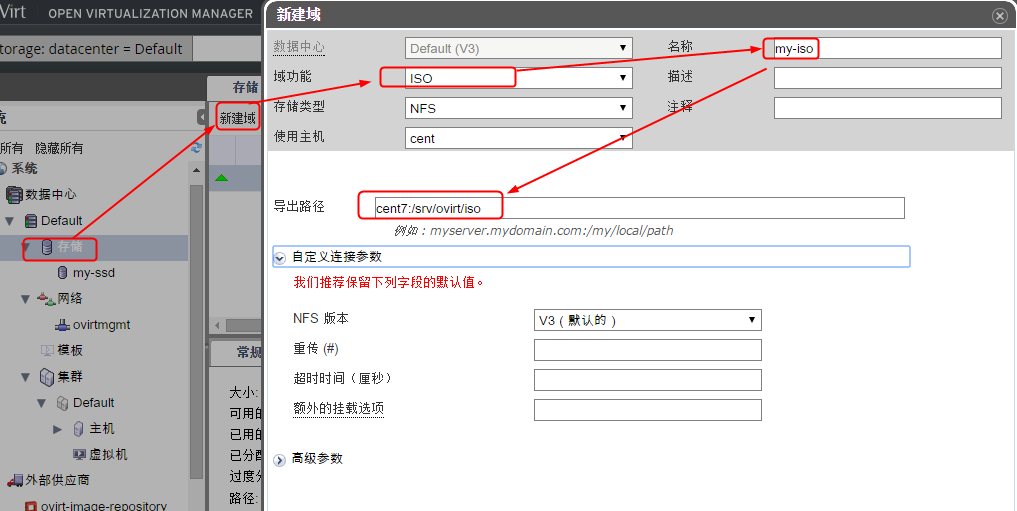 Virt OPEN VIRTUALIZATION MANAGER
torage: datacenter = Default
存储
新建域
所有 隐藏所有
系统
数据中心
Default
存储
my-ssd
网络
ovirtmgmt
模板
集群
Default
主机
虚拟机
外部供应商
ovirt-image-repository
常规
大小:
可用的
已用的
已分配
过度分
路径:
新建域
数据中心 Default (V3) 名称 my-iso
域功能 ISO 描述
存储类型 NFS 注释
使用主机 cent
导出路径 cent7:/srv/ovirt/iso
例如：myserver.mydomain.com:/my/local/path
自定义连接参数
我们推荐保留下列字段的默认值。
NFS 版本 V3（默认的）
重传 (#)
超时时间（厘秒）
额外的挂载选项
高级参数